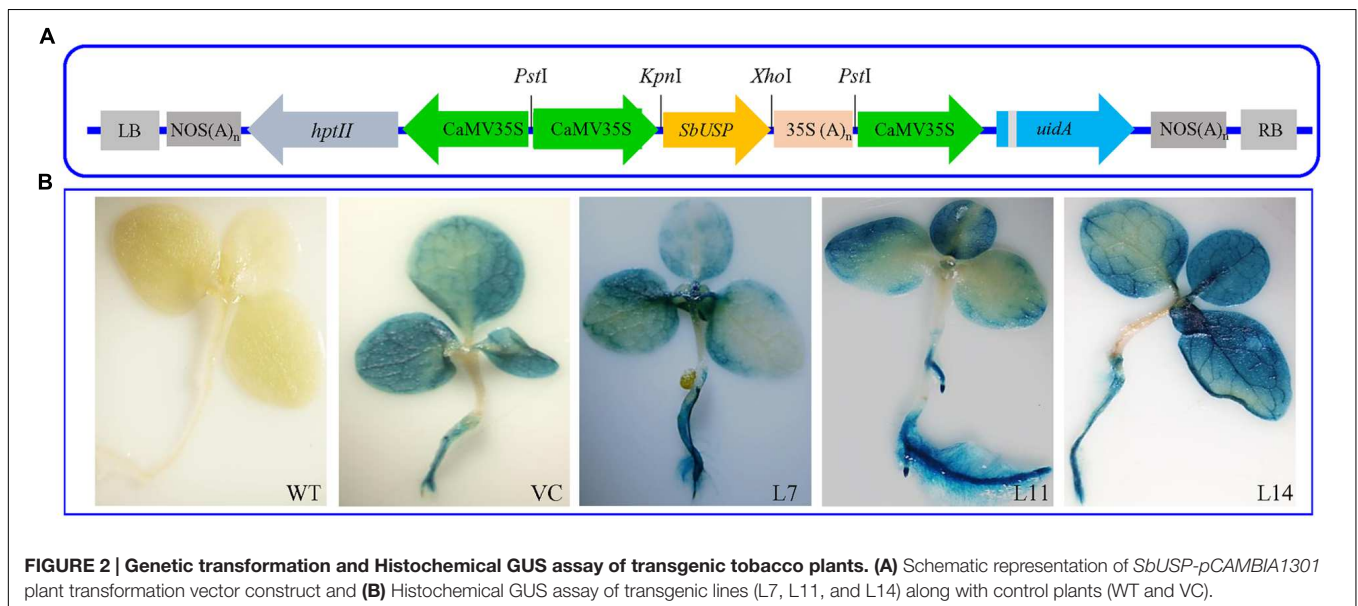 A
PstI KpnI XhoI PstI
LB NOS(A)n hptII CaMV35S CaMV35S SbUSP 35S (A)n CaMV35S uidA NOS(A)n RB
B
WT VC L7 L11 L14
FIGURE 2 | Genetic transformation and Histochemical GUS assay of transgenic tobacco plants. (A) Schematic representation of SbUSP-pCAMBIA1301
plant transformation vector construct and (B) Histochemical GUS assay of transgenic lines (L7, L11, and L14) along with control plants (WT and VC).